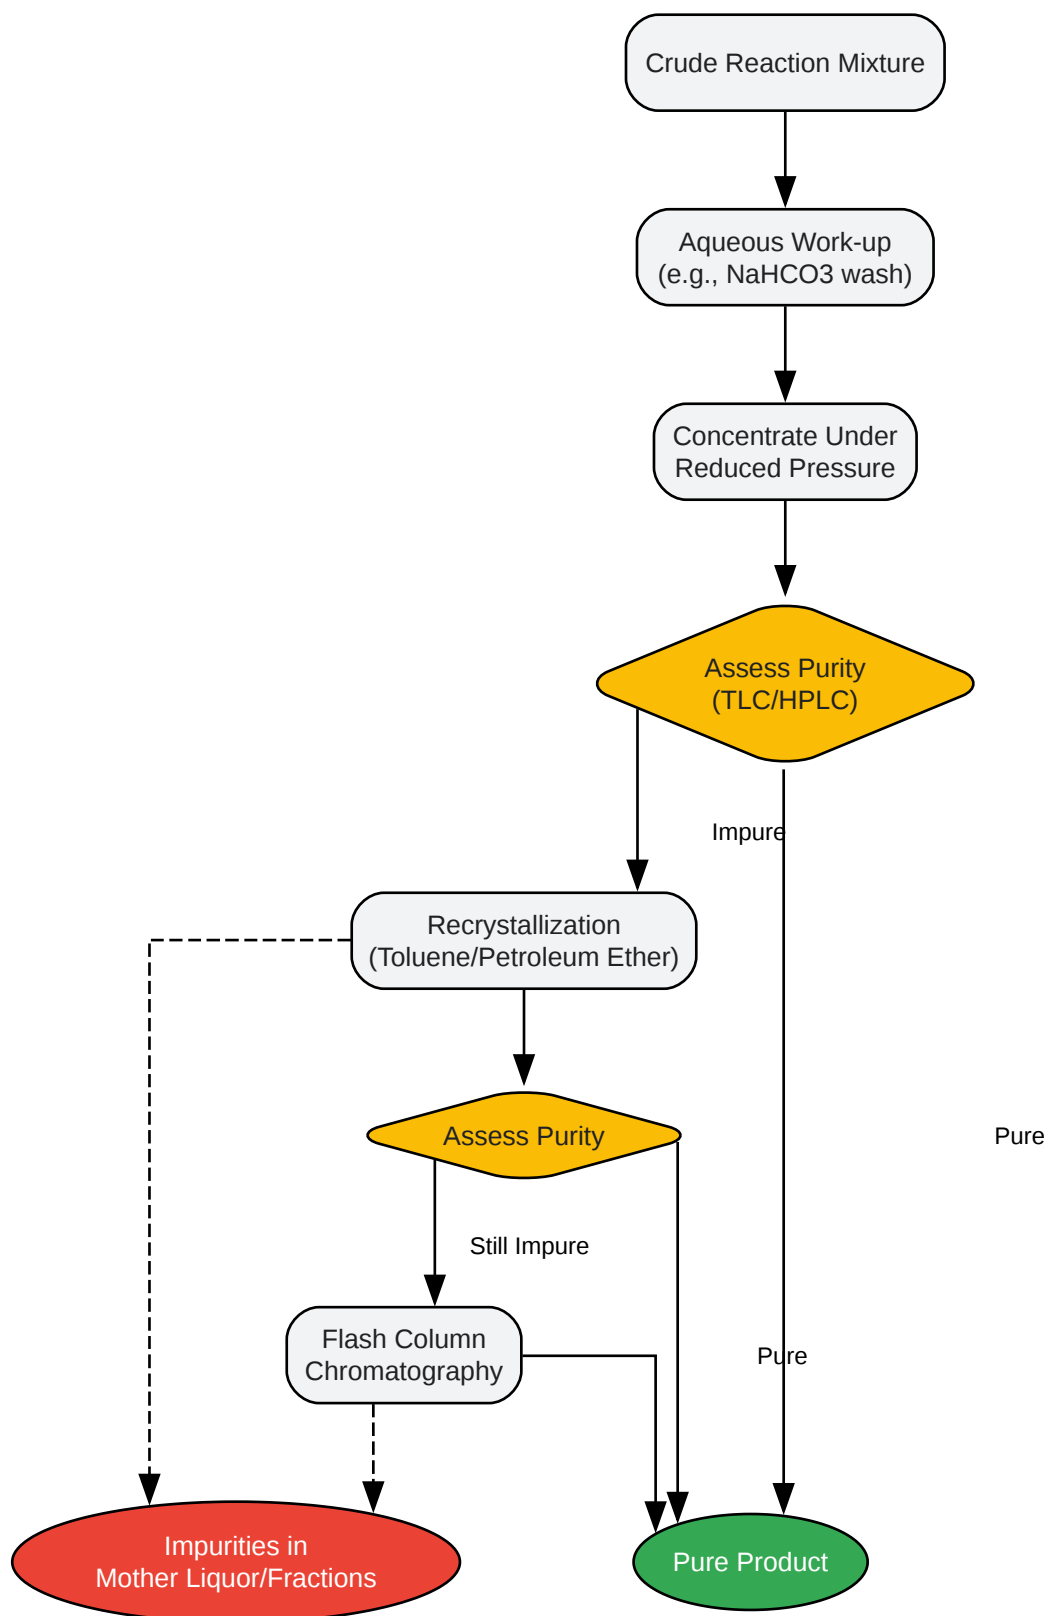 Crude Reaction Mixture
Aqueous Work-up
(e.g., NaHCO3 wash)
Concentrate Under
Reduced Pressure
Assess Purity
(TLC/HPLC)
Impure
Recrystallization
(Toluene/Petroleum Ether)
Assess Purity
Pure
Still Impure
Flash Column
Chromatography
Pure
Impurities in
Mother Liquor/Fractions
Pure Product